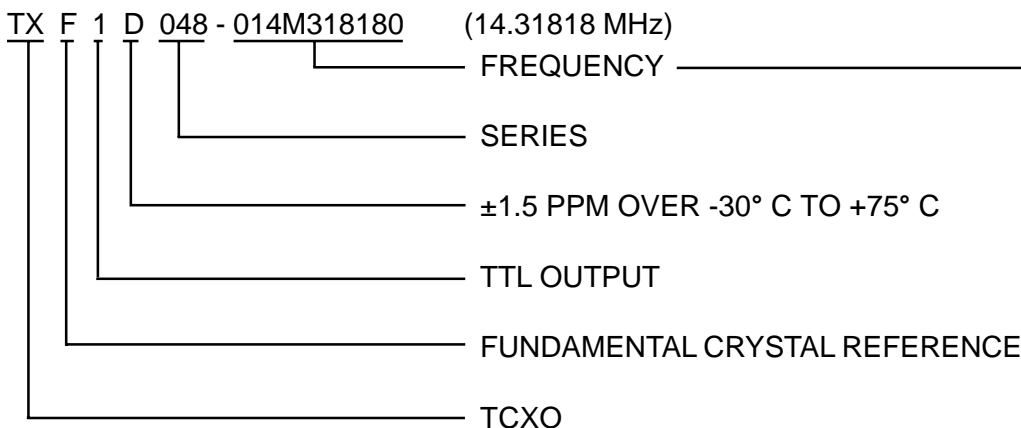 TX F 1 D 048 - 014M318180 (14.31818 MHz)
FREQUENCY
SERIES
±1.5 PPM OVER -30° C TO +75° C
TTL OUTPUT
FUNDAMENTAL CRYSTAL REFERENCE
TCXO